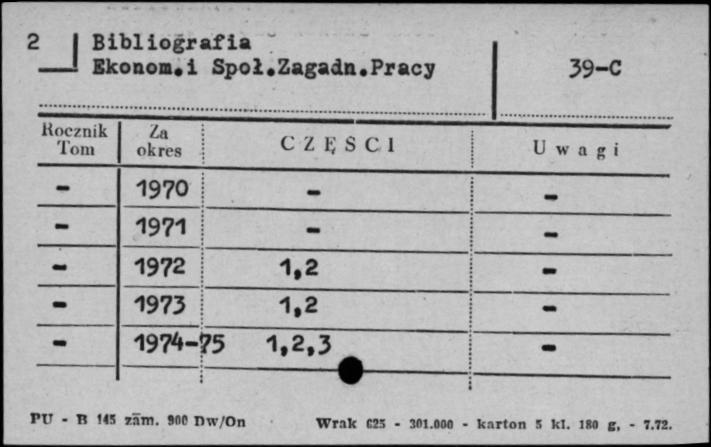 2 Bibliografia
Ekonom.i Społ.Zagadn.Pracy 39-C
Rocznik Tom Za okres CZĘŚCI Uwagi
- 1970 - -
- 1971 - -
- 1972 1,2 -
- 1973 1,2 -
- 1974-75 1,2,3 -
PU - B 145 zam. 900 Dw/On Wrak 625 - 301.000 - karton 5 kl. 180 g, - 7.72.